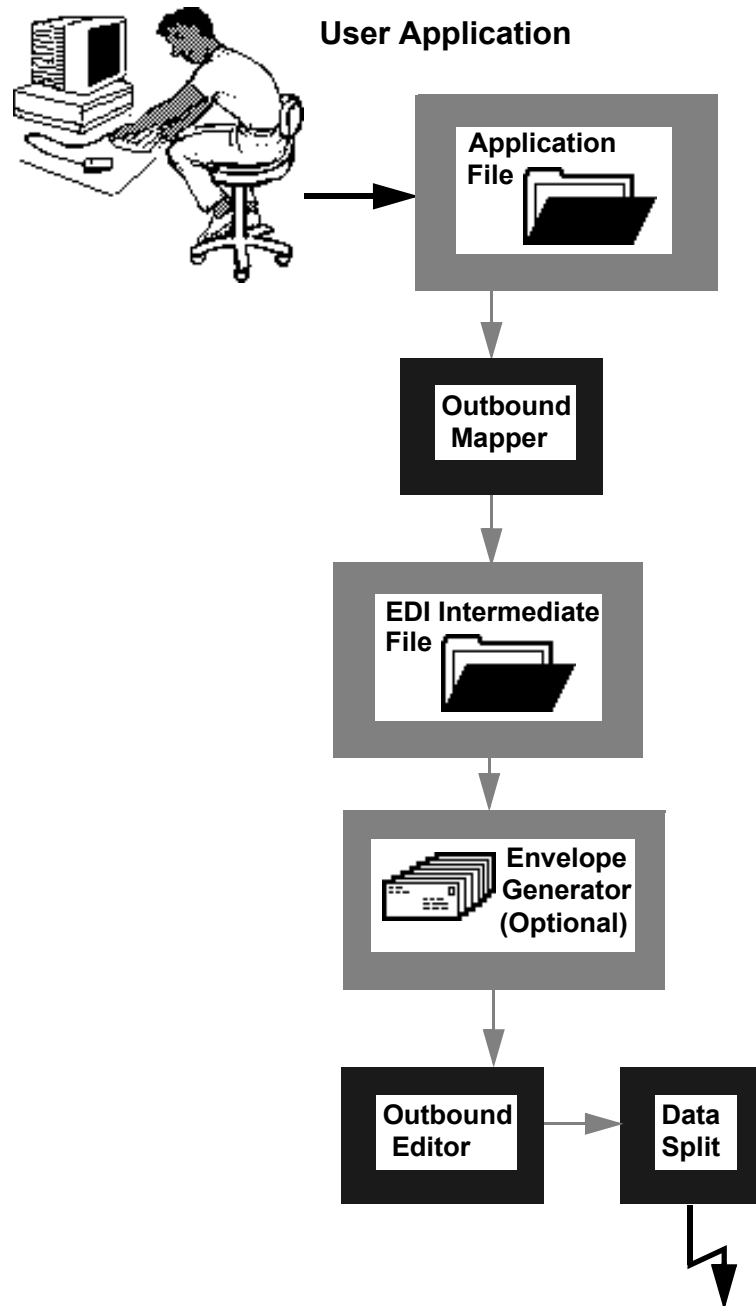 User Application
Application
File
Outbound
Mapper
EDI Intermediate
File
Envelope
Generator
(Optional)
Outbound
Editor
Data
Split